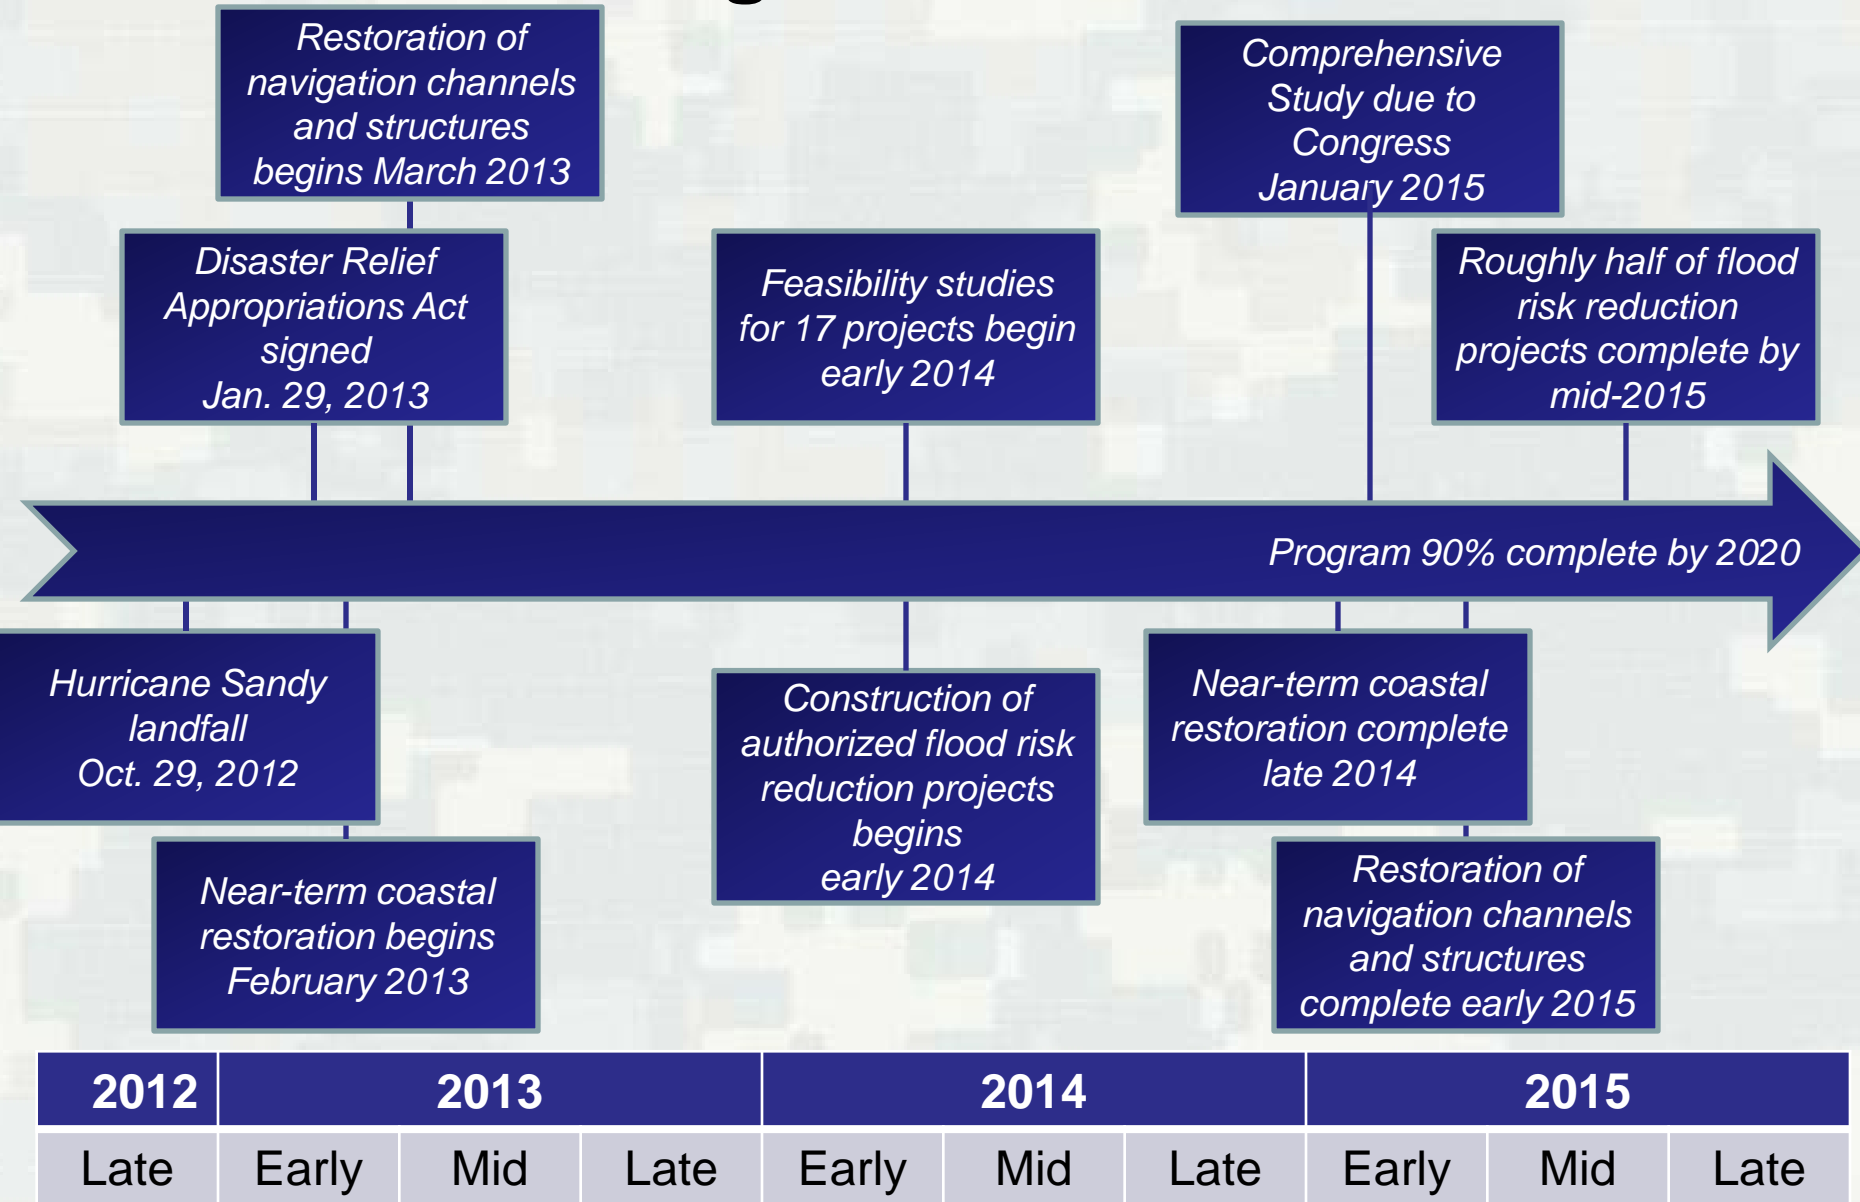 Restoration of
navigation channels
and structures
begins March 2013
Comprehensive
Study due to
Congress
January 2015
Disaster Relief
Appropriations Act
signed
Jan. 29, 2013
Feasibility studies
for 17 projects begin
early 2014
Roughly half of flood
risk reduction
projects complete by
mid-2015
Program 90% complete by 2020
Hurricane Sandy
landfall
Oct. 29, 2012
Construction of
authorized flood risk
reduction projects
begins
early 2014
Near-term coastal
restoration complete
late 2014
Near-term coastal
restoration begins
February 2013
Restoration of
navigation channels
and structures
complete early 2015
2012 2013 2014 2015
Late Early Mid Late Early Mid Late Early Mid Late